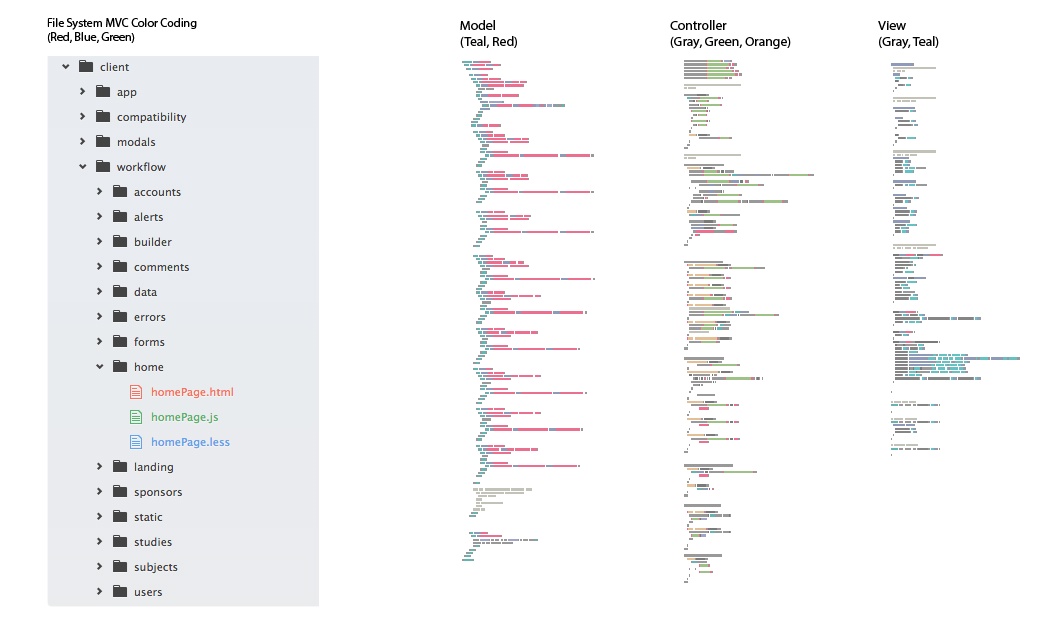 File System MVC Color Coding
(Red, Blue, Green)
client
app
compatibility
modals
workflow
accounts
alerts
builder
comments
data
errors
forms
home
homePage.html
homePage.js
homePage.less
landing
sponsors
static
studies
subjects
users
Model
(Teal, Red)
Controller
(Gray, Green, Orange)
View
(Gray, Teal)